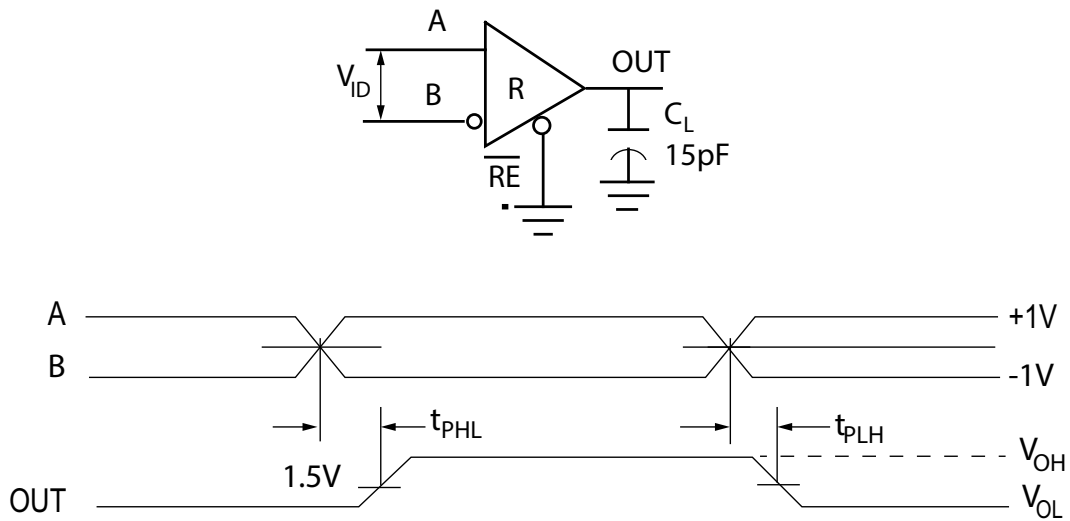 A
OUT
V_ID
B
R
C_L
15pF
RE
A
+1V
B
-1V
t_PHL
t_PLH
1.5V
V_OH
OUT
V_OL